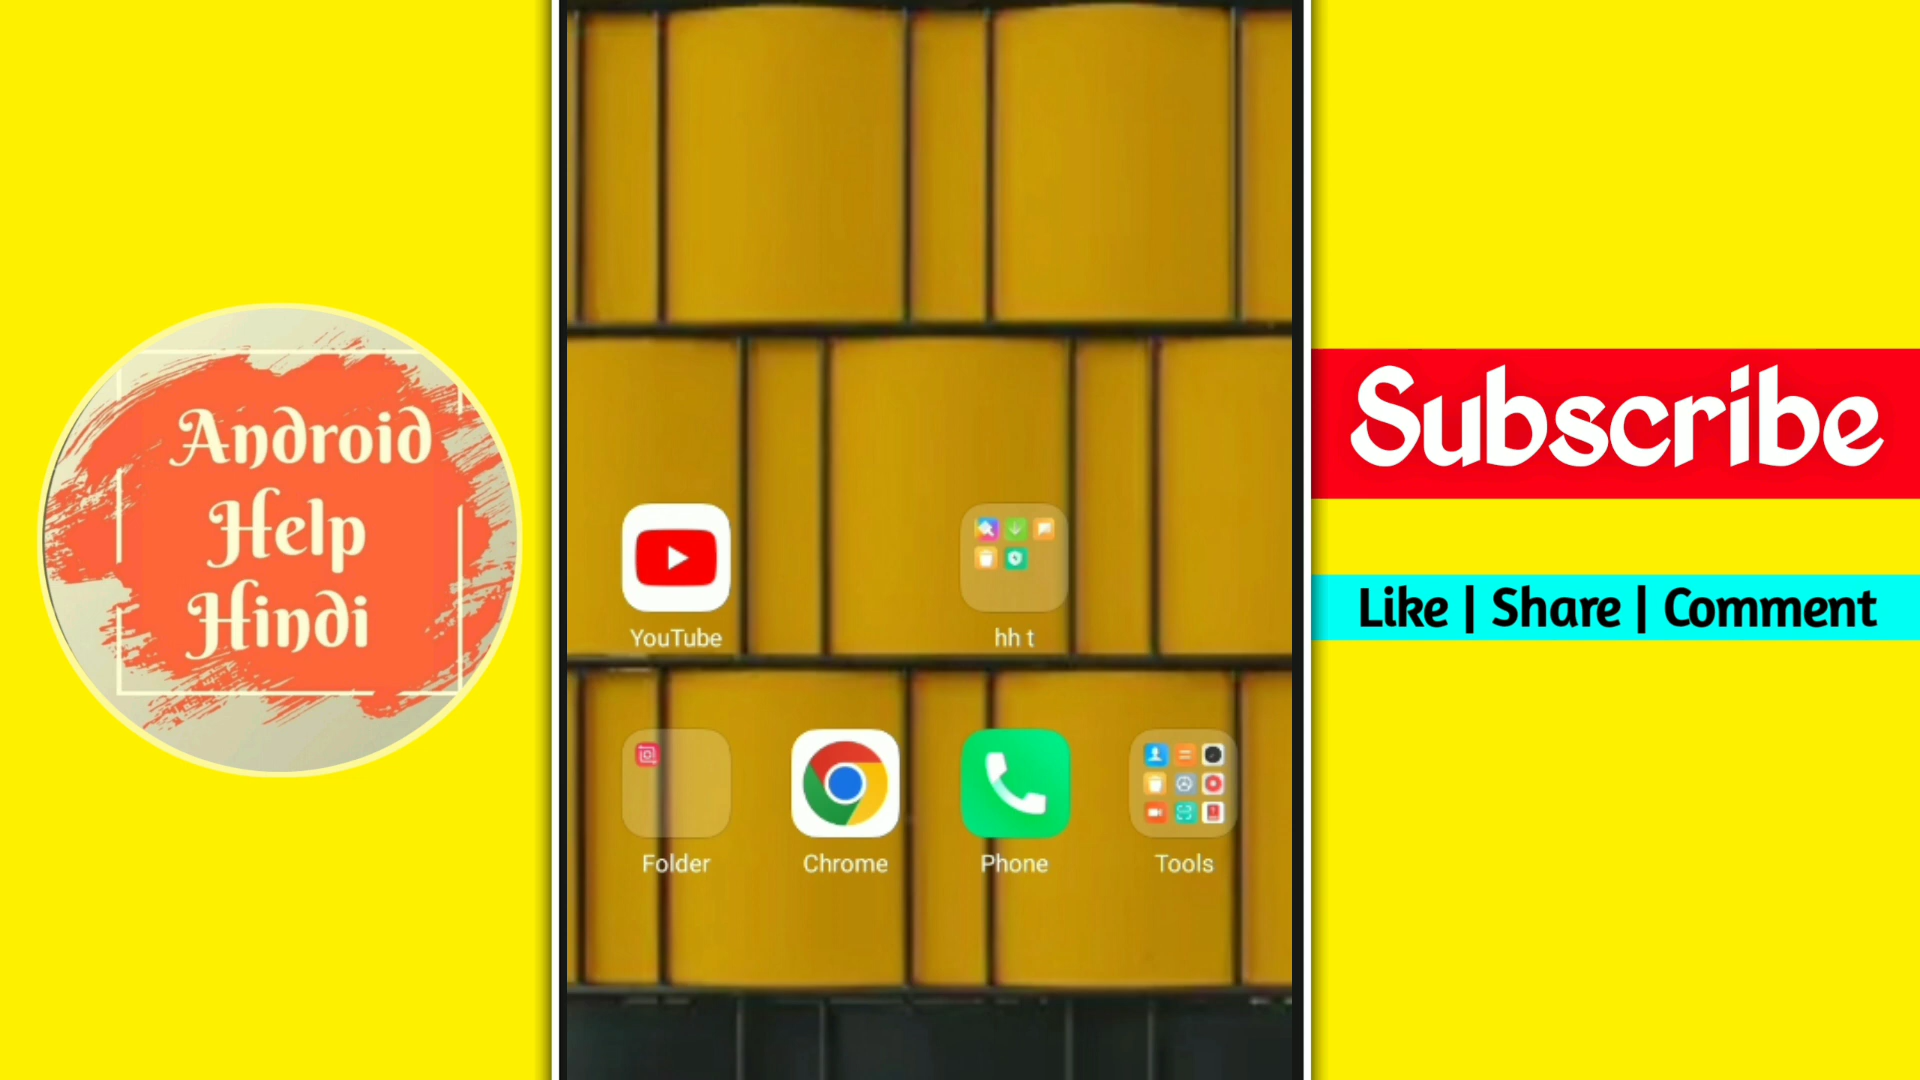 Android
Help
Hindi
YouTube
hh t
Folder
Chrome
Phone
Tools
Subscribe
Like | Share | Comment